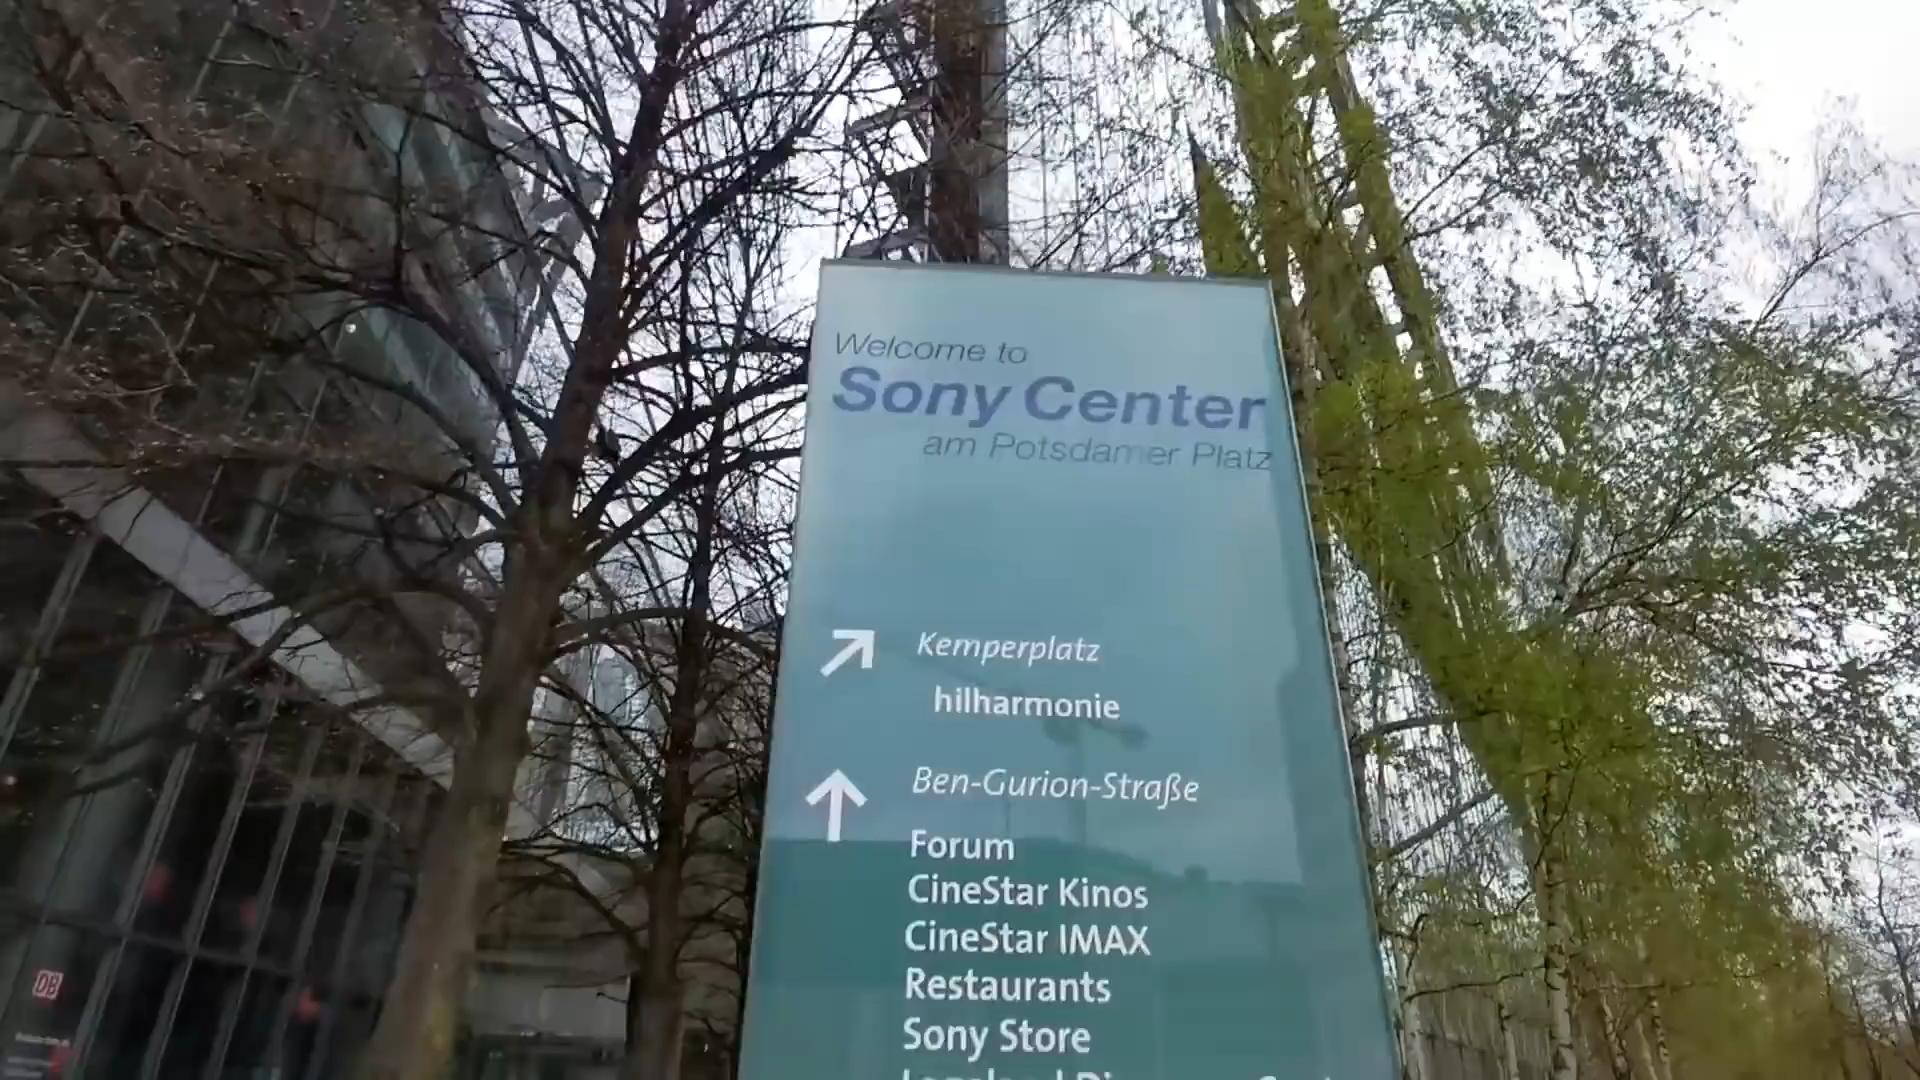 Welcome to
Sony Center
am Potsdamer Platz
Kemperplatz
hilharmonie
Ben-Gurion-Straße
Forum
CineStar Kinos
CineStar IMAX
Restaurants
Sony Store
DB